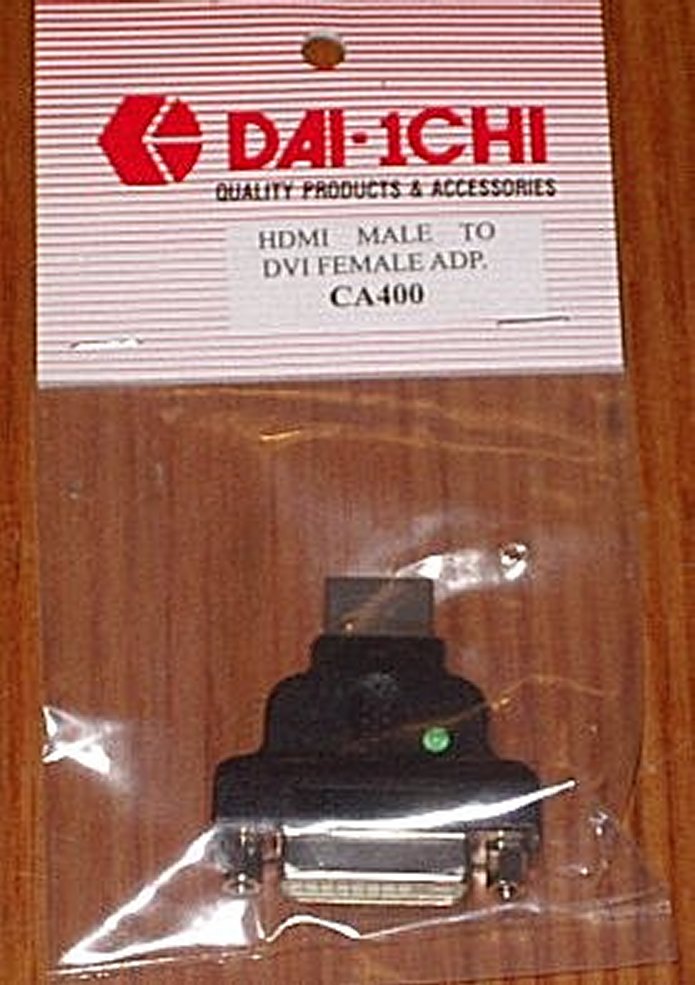 DAI-1CHI
QUALITY PRODUCTS & ACCESSORIES
HDMI MALE TO
DVI FEMALE ADP.
CA400